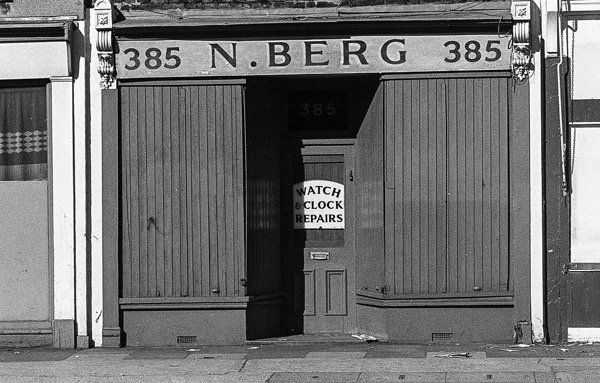 385 N.BERG 385
385
WATCH
& CLOCK
REPAIRS